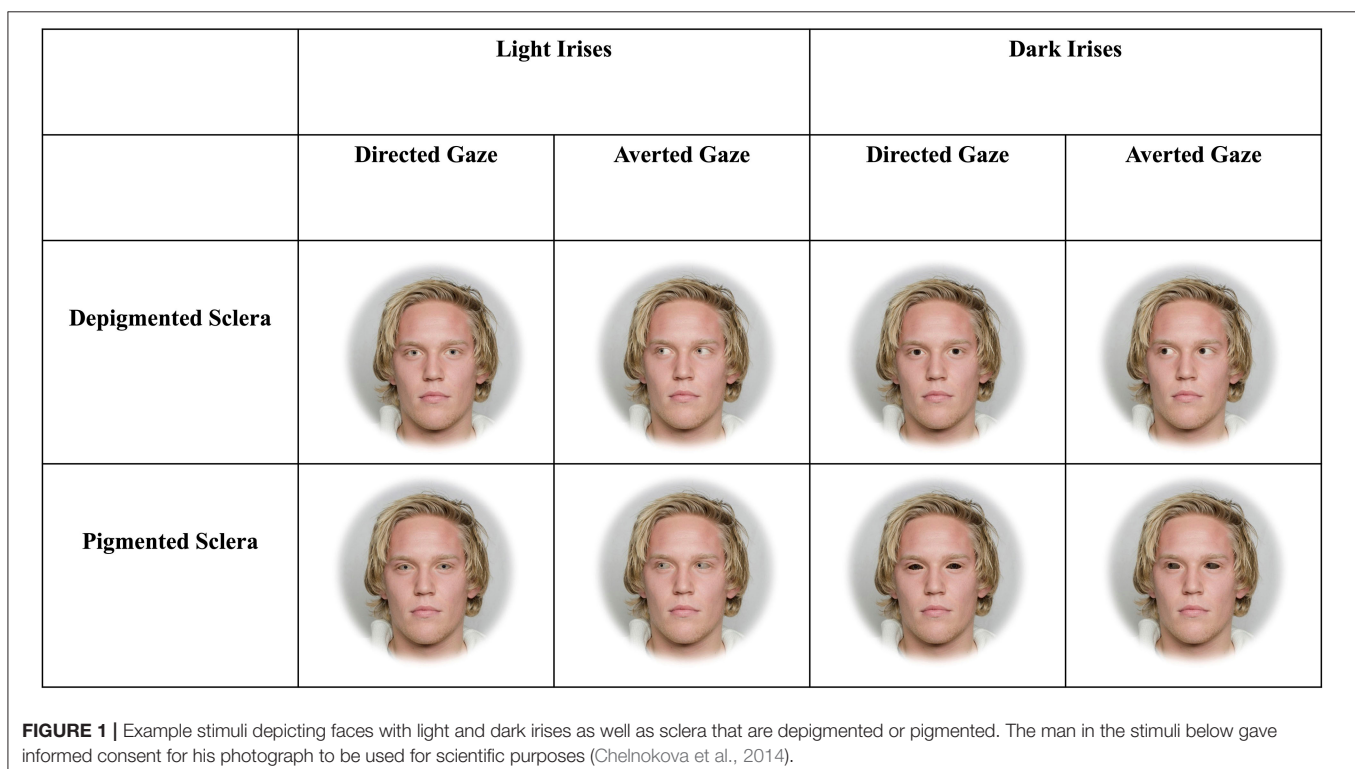 Light Irises Dark Irises
Directed Gaze Averted Gaze Directed Gaze Averted Gaze
Depigmented Sclera
Pigmented Sclera
FIGURE 1 | Example stimuli depicting faces with light and dark irises as well as sclera that are depigmented or pigmented. The man in the stimuli below gave
informed consent for his photograph to be used for scientific purposes (Chelnokova et al., 2014).